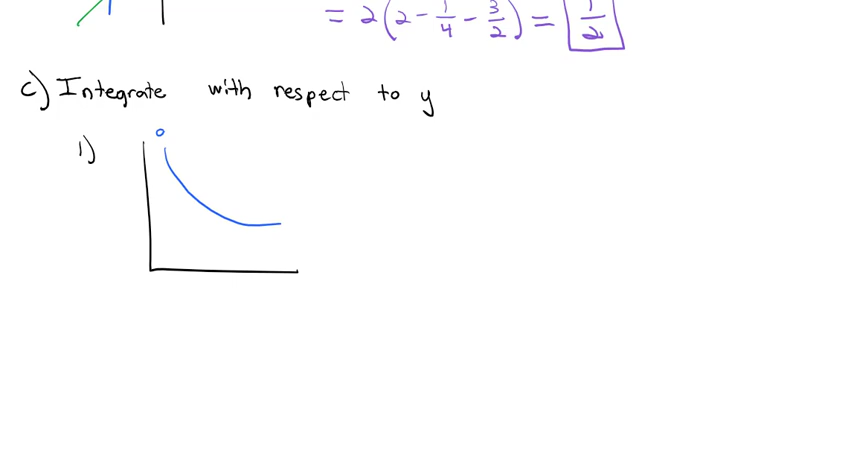 = 2(2 - 1/4 - 3/2) = 1/2
c) Integrate with respect to y
1)